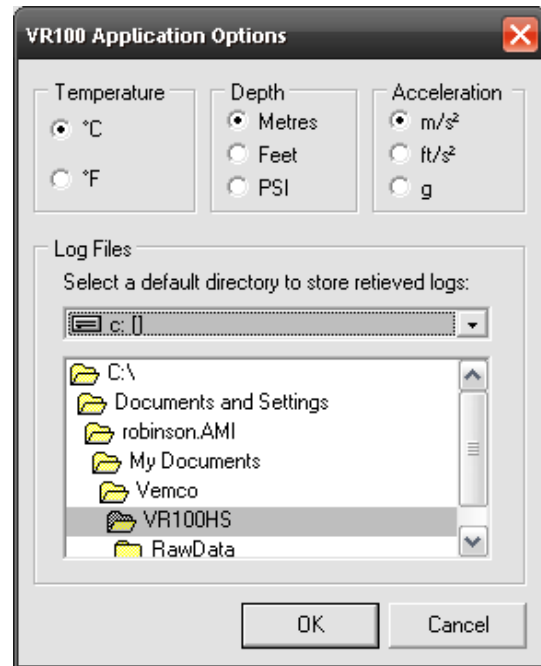 VR100 Application Options
Temperature
°C
°F
Depth
Metres
Feet
PSI
Acceleration
m/s²
ft/s²
g
Log Files
Select a default directory to store retieved logs:
c: []
C:\
Documents and Settings
robinson.AMI
My Documents
Vemco
VR100HS
RawData
OK
Cancel